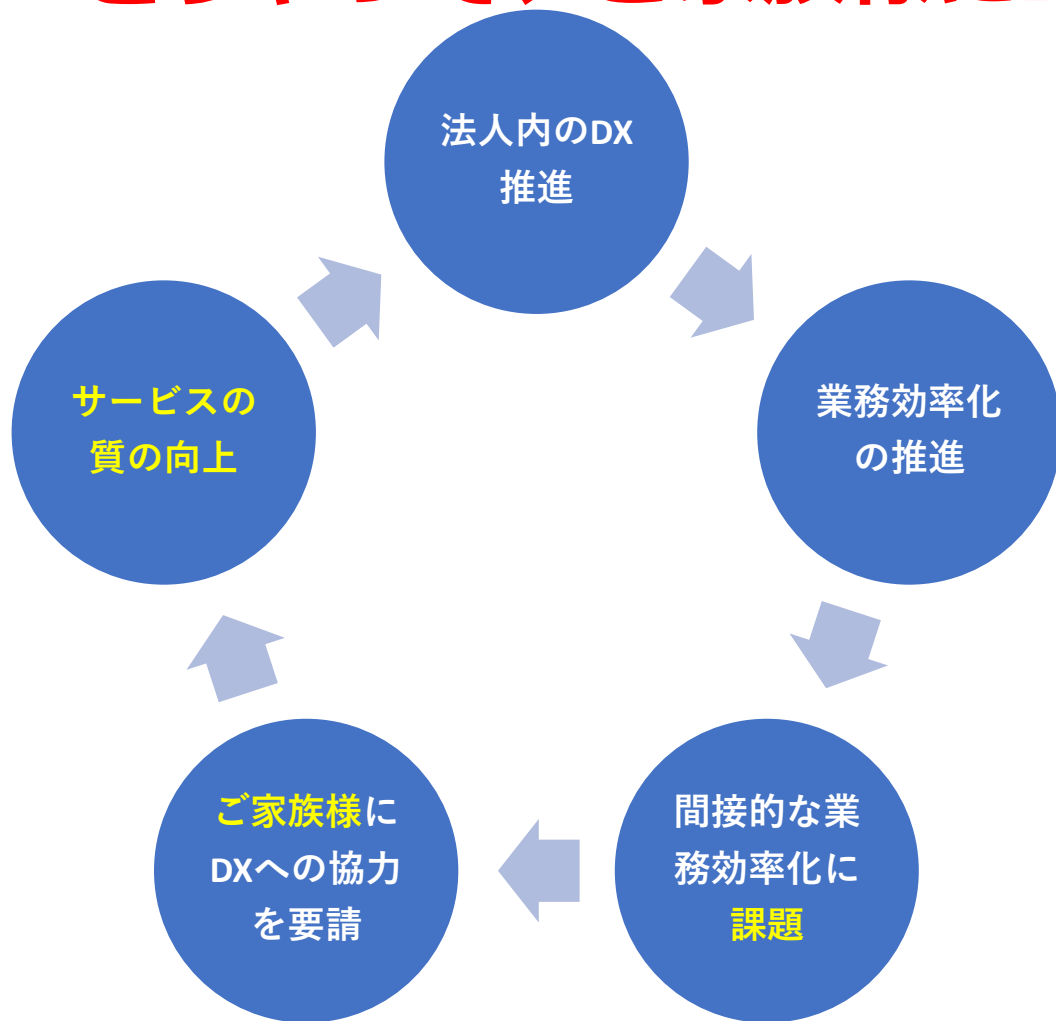 法人内のDX
推進
業務効率化
の推進
間接的な業
務効率化に
課題
ご家族様に
DXへの協力
を要請
サービスの
質の向上